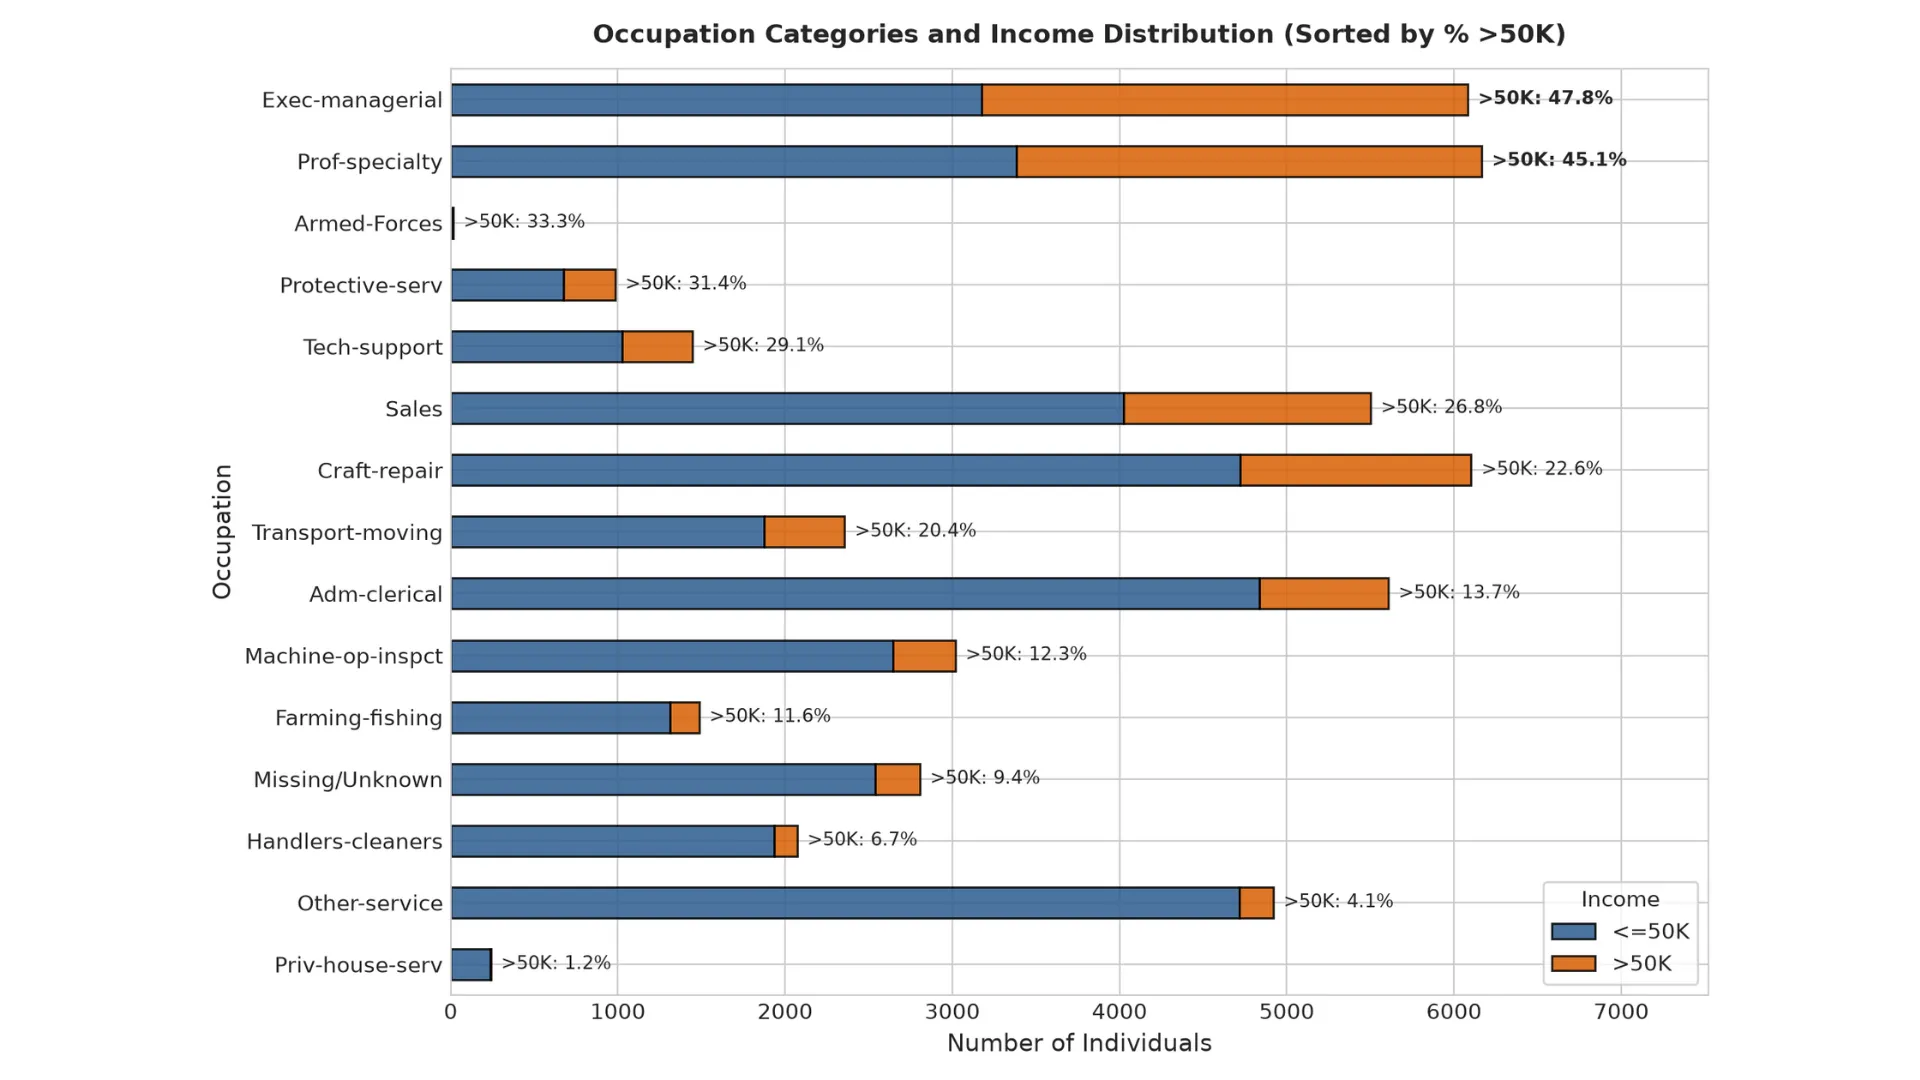 Occupation Categories and Income Distribution (Sorted by % >50K)
Exec-managerial
>50K: 47.8%
Prof-specialty
>50K: 45.1%
Armed-Forces
>50K: 33.3%
Protective-serv
>50K: 31.4%
Tech-support
>50K: 29.1%
Sales
>50K: 26.8%
Craft-repair
>50K: 22.6%
Transport-moving
>50K: 20.4%
Adm-clerical
>50K: 13.7%
Machine-op-inspct
>50K: 12.3%
Farming-fishing
>50K: 11.6%
Missing/Unknown
>50K: 9.4%
Handlers-cleaners
>50K: 6.7%
Other-service
>50K: 4.1%
Priv-house-serv
>50K: 1.2%
Occupation
Income
<=50K
>50K
0 1000 2000 3000 4000 5000 6000 7000
Number of Individuals